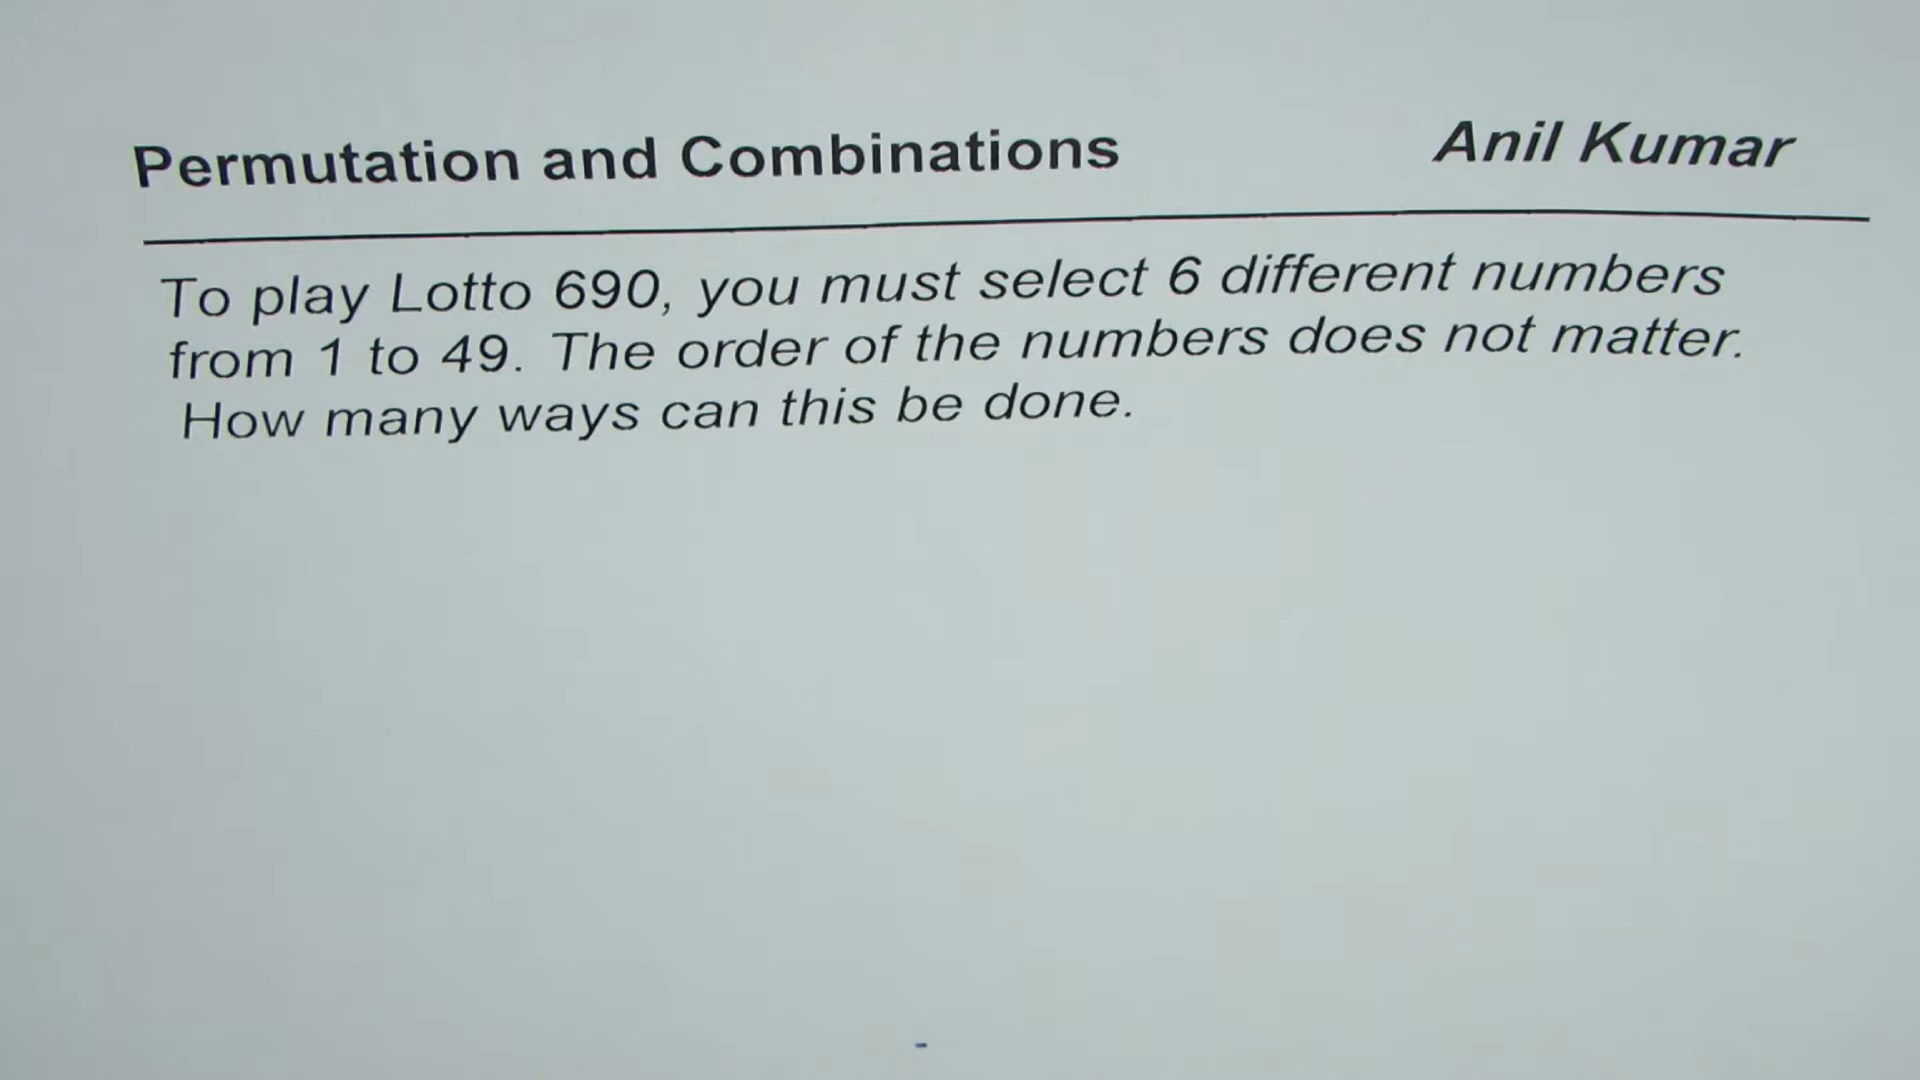 Permutation and Combinations Anil Kumar
To play Lotto 690, you must select 6 different numbers
from 1 to 49. The order of the numbers does not matter.
How many ways can this be done.